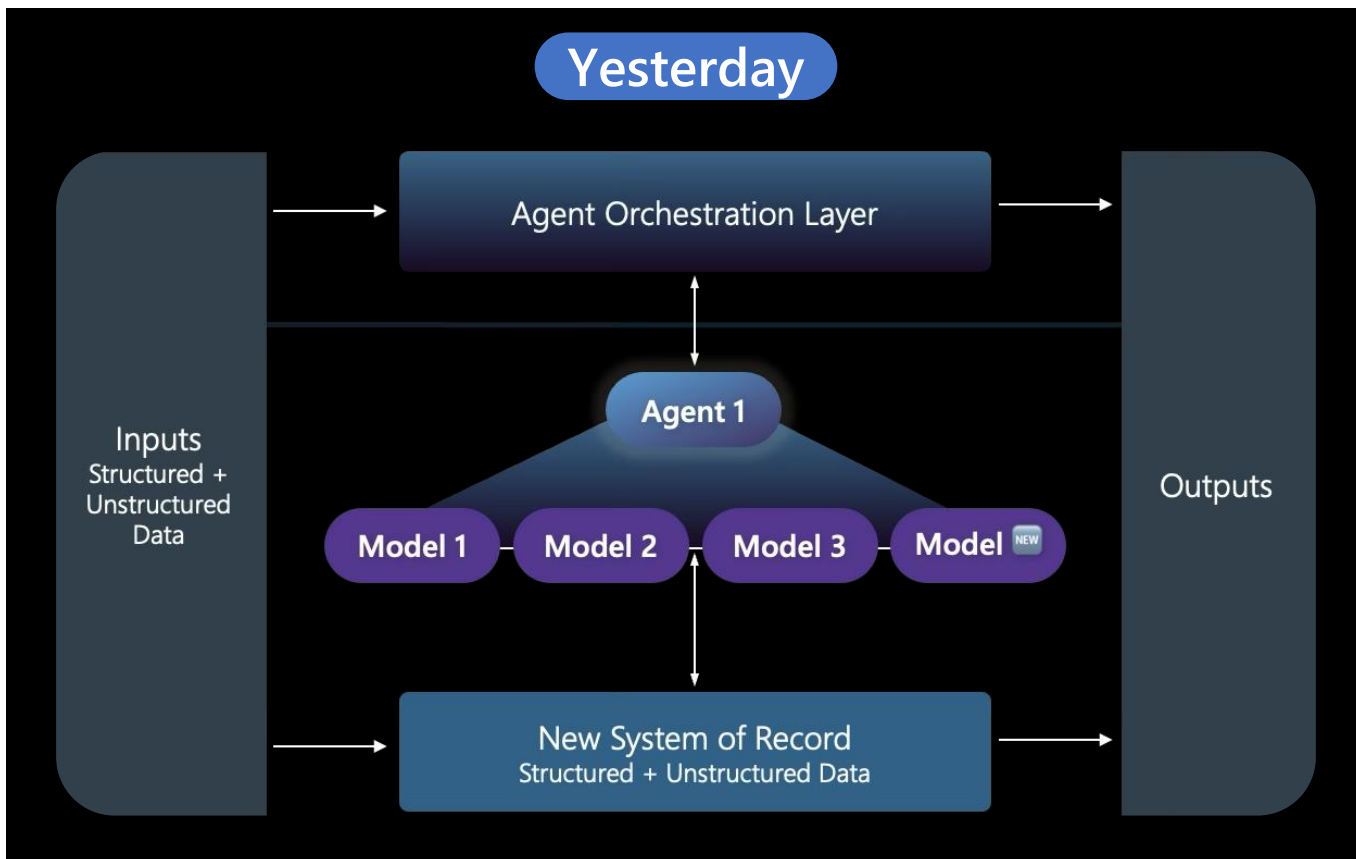 Yesterday
Agent Orchestration Layer
Agent 1
Inputs
Structured +
Unstructured
Data
Outputs
Model 1
Model 2
Model 3
Model NEW
New System of Record
Structured + Unstructured Data